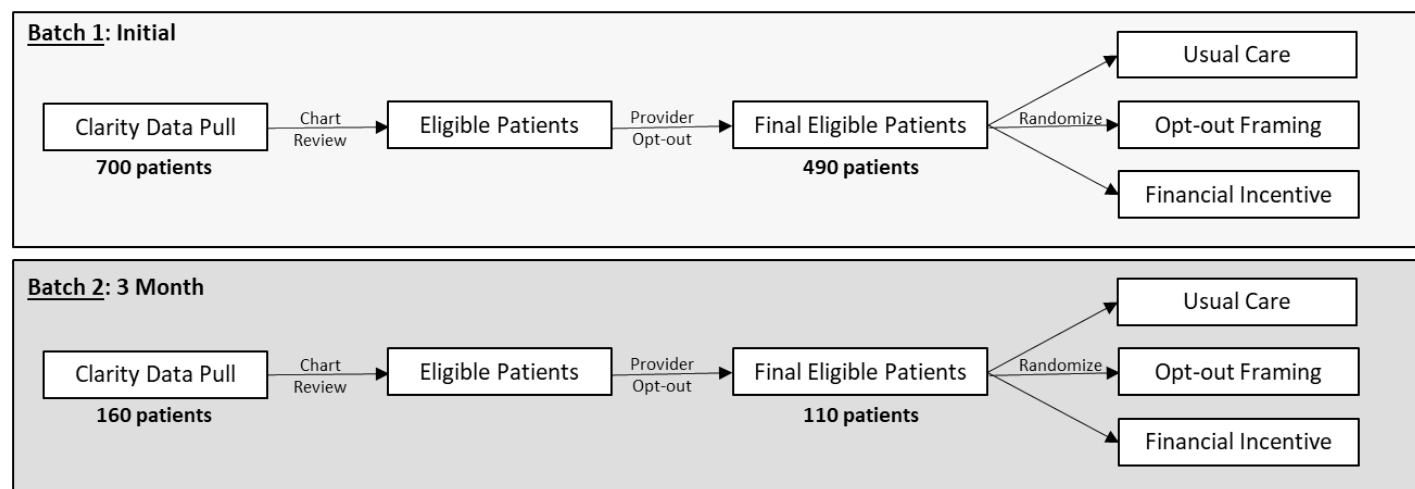 Batch 1: Initial
Usual Care
Clarity Data Pull
Chart
Review
Eligible Patients
Provider
Opt-out
Final Eligible Patients
Randomize
Opt-out Framing
700 patients
490 patients
Financial Incentive
Batch 2: 3 Month
Usual Care
Clarity Data Pull
Chart
Review
Eligible Patients
Provider
Opt-out
Final Eligible Patients
Randomize
Opt-out Framing
160 patients
110 patients
Financial Incentive